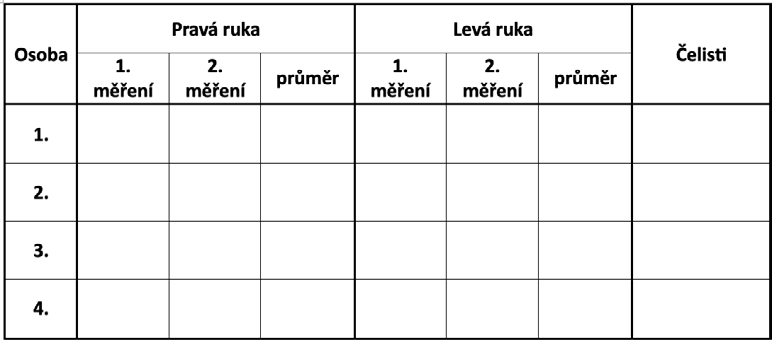 Osoba Pravá ruka Levá ruka Čelisti
1. měření 2. měření průměr 1. měření 2. měření průměr
1.
2.
3.
4.